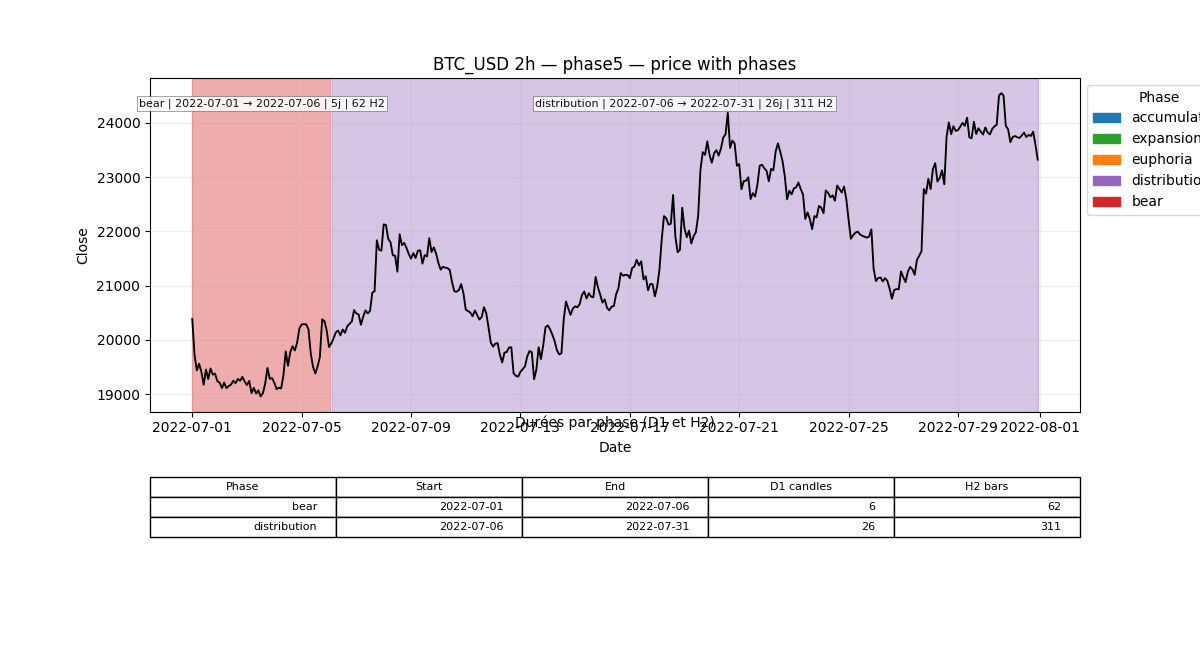 BTC_USD 2h — phase5 — price with phases
bear | 2022-07-01 → 2022-07-06 | 5j | 62 H2
distribution | 2022-07-06 → 2022-07-31 | 26j | 311 H2
Phase
accumulat
expansion
euphoria
distributio
bear
Close
24000
23000
22000
21000
20000
19000
2022-07-01 2022-07-05 2022-07-09 2022-07-13 2022-07-17 2022-07-21 2022-07-25 2022-07-29 2022-08-01
Durées par phase (D1 et H2)
Date
Phase Start End D1 candles H2 bars
bear 2022-07-01 2022-07-06 6 62
distribution 2022-07-06 2022-07-31 26 311